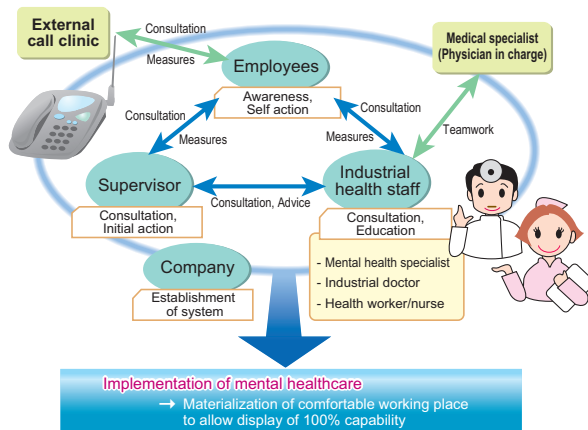 External
call clinic
Consultation
Measures
Medical specialist
(Physician in charge)
Employees
Awareness,
Self action
Consultation
Measures
Consultation
Measures
Teamwork
Supervisor
Consultation,
Initial action
Consultation, Advice
Industrial
health staff
Consultation,
Education
- Mental health specialist
- Industrial doctor
- Health worker/nurse
Company
Establishment
of system
Implementation of mental healthcare
→ Materialization of comfortable working place
to allow display of 100% capability